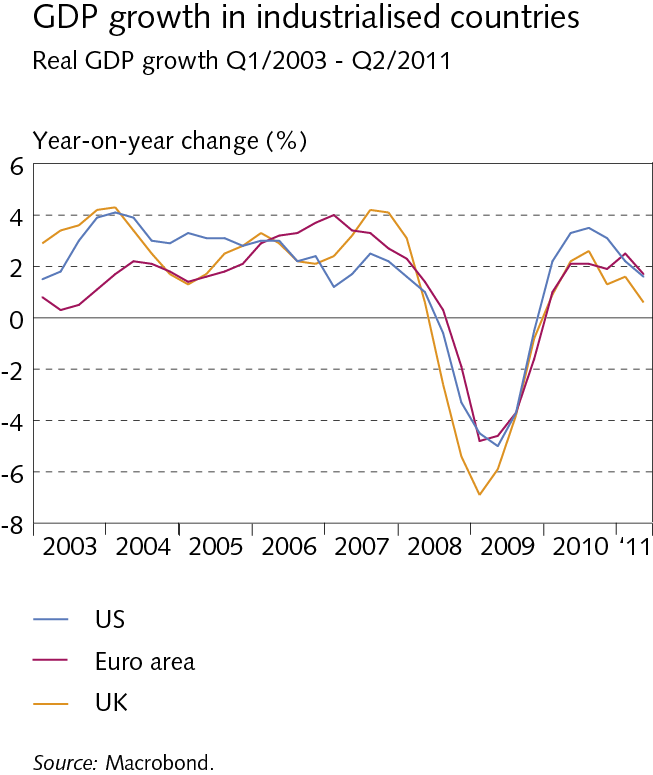 GDP growth in industrialised countries
Real GDP growth Q1/2003 - Q2/2011
Year-on-year change (%)
6
4
2
0
-2
-4
-6
-8
2003 2004 2005 2006 2007 2008 2009 2010 '11
US
Euro area
UK
Source: Macrobond.